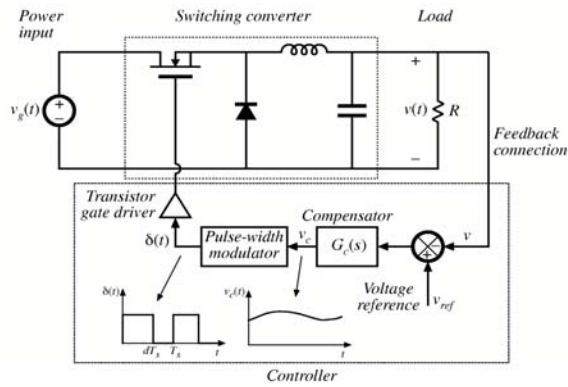 Power
input
Switching converter
Load
+
v_g(t)
+
−
v(t)
R
−
Feedback
connection
Transistor
gate driver
Compensator
δ(t)
Pulse-width
modulator
v_c
G_c(s)
−
+
v
Voltage
reference
v_ref
δ(t)
dT_s T_s t
v_c(t)
t
Controller